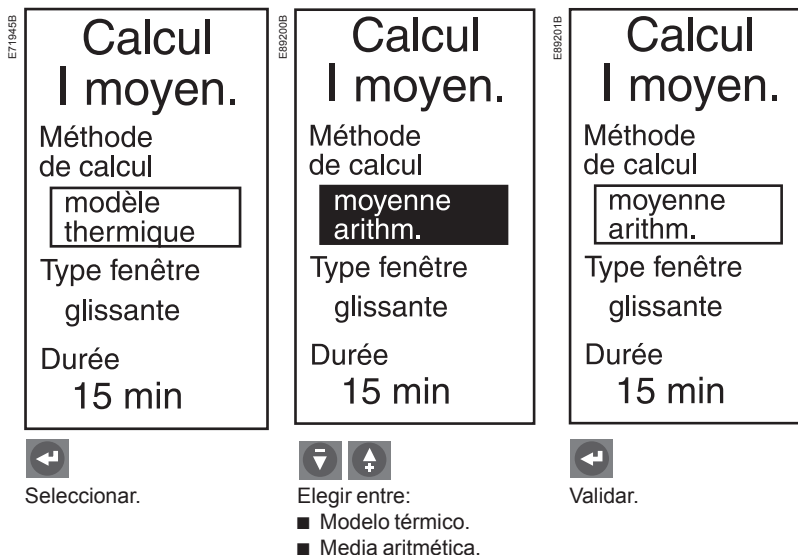 E71945B
Calcul
I moyen.
Méthode
de calcul
modèle
thermique
Type fenêtre
glissante
Durée
15 min
Seleccionar.
E89200B
Calcul
I moyen.
Méthode
de calcul
moyenne
arithm.
Type fenêtre
glissante
Durée
15 min
Elegir entre:
■ Modelo térmico.
■ Media aritmética.
E89201B
Calcul
I moyen.
Méthode
de calcul
moyenne
arithm.
Type fenêtre
glissante
Durée
15 min
Validar.